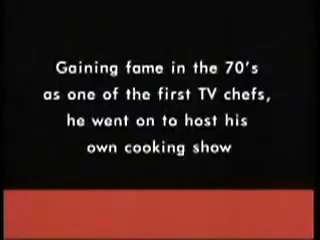 Gaining fame in the 70's
as one of the first TV chefs,
he went on to host his
own cooking show